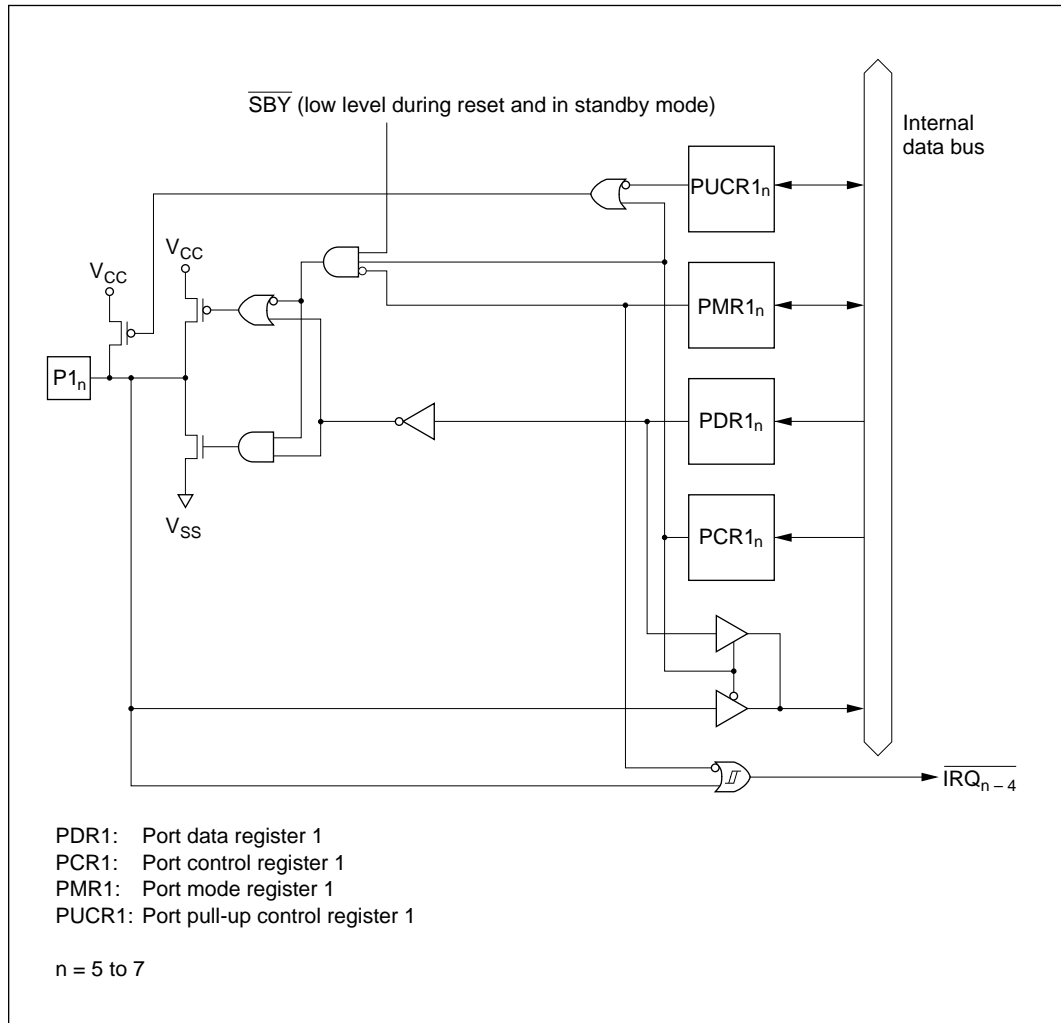 SBY (low level during reset and in standby mode)
Internal
data bus
PUCR1n
VCC
VCC
PMR1n
P1n
PDR1n
VSS
PCR1n
IRQn – 4
PDR1: Port data register 1
PCR1: Port control register 1
PMR1: Port mode register 1
PUCR1: Port pull-up control register 1
n = 5 to 7